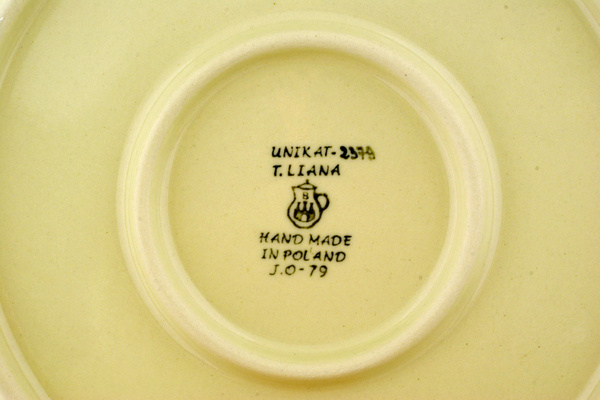 UNIKAT-2379
T. LIANA
B
HAND MADE
IN POLAND
J.O-79